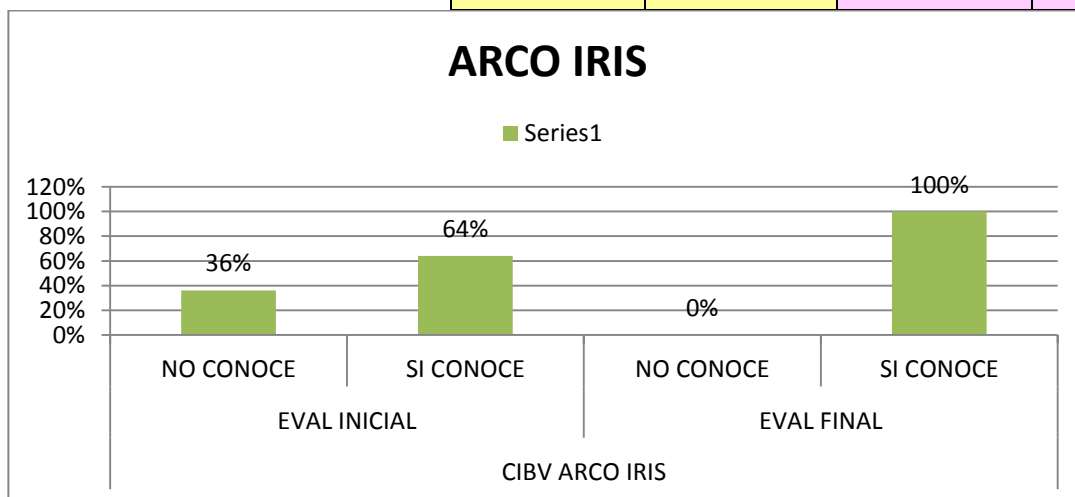 ARCO IRIS
Series1
120%
100%
80%
60%
40%
20%
0%
36%
64%
0%
100%
NO CONOCE
SI CONOCE
NO CONOCE
SI CONOCE
EVAL INICIAL
EVAL FINAL
CIBV ARCO IRIS